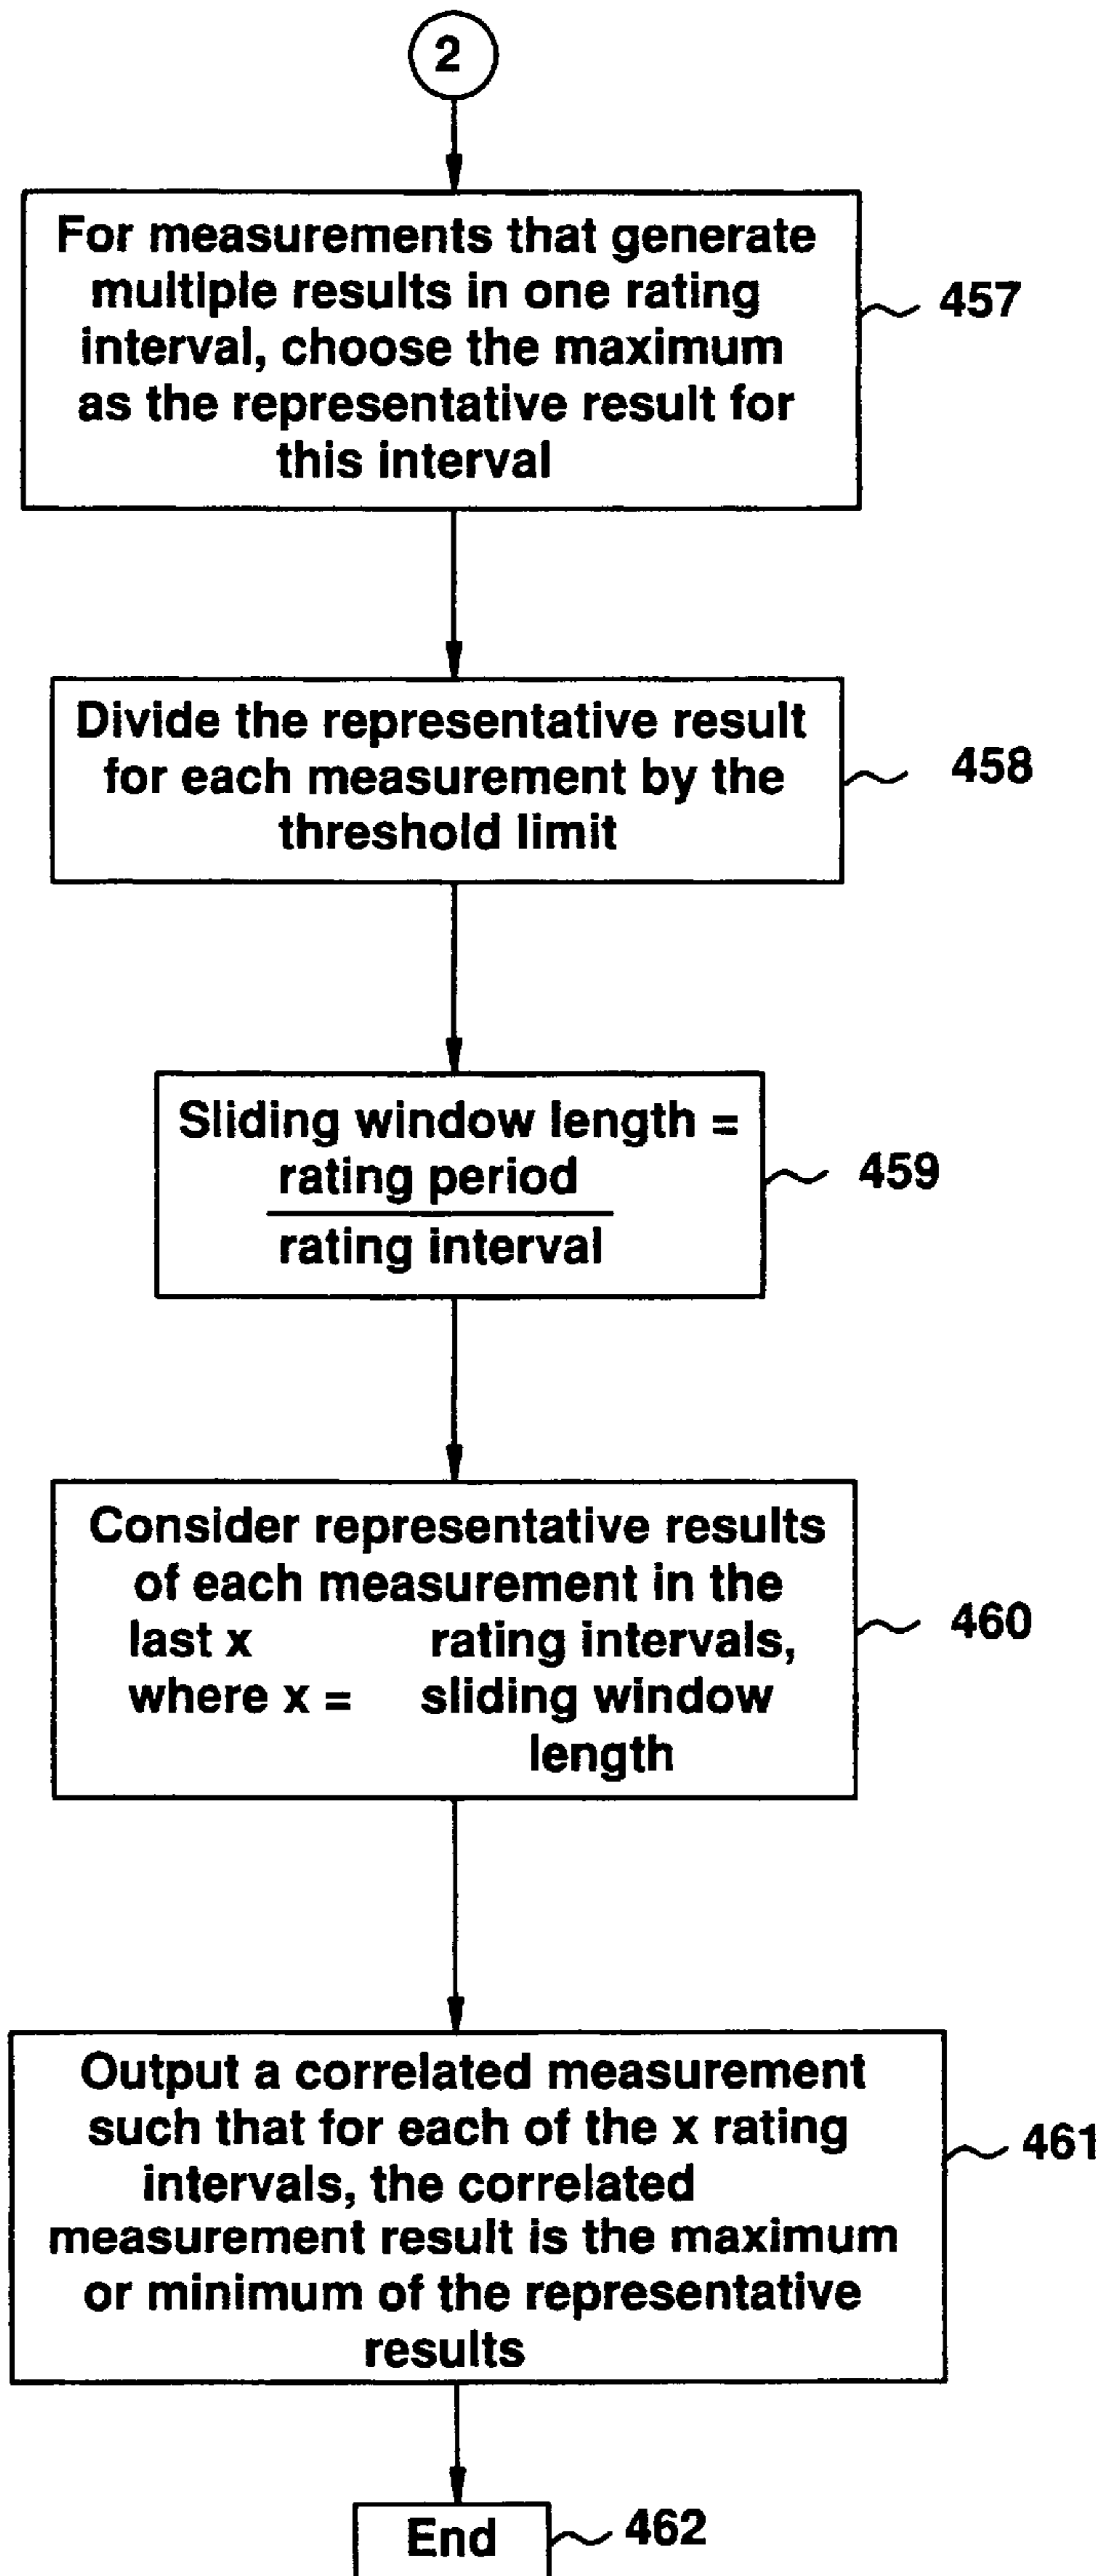 2
For measurements that generate
multiple results in one rating
interval, choose the maximum
as the representative result for
this interval
457
Divide the representative result
for each measurement by the
threshold limit
458
Sliding window length =
rating period
rating interval
459
Consider representative results
of each measurement in the
last x rating intervals,
where x = sliding window
length
460
Output a correlated measurement
such that for each of the x rating
intervals, the correlated
measurement result is the maximum
or minimum of the representative
results
461
End
462